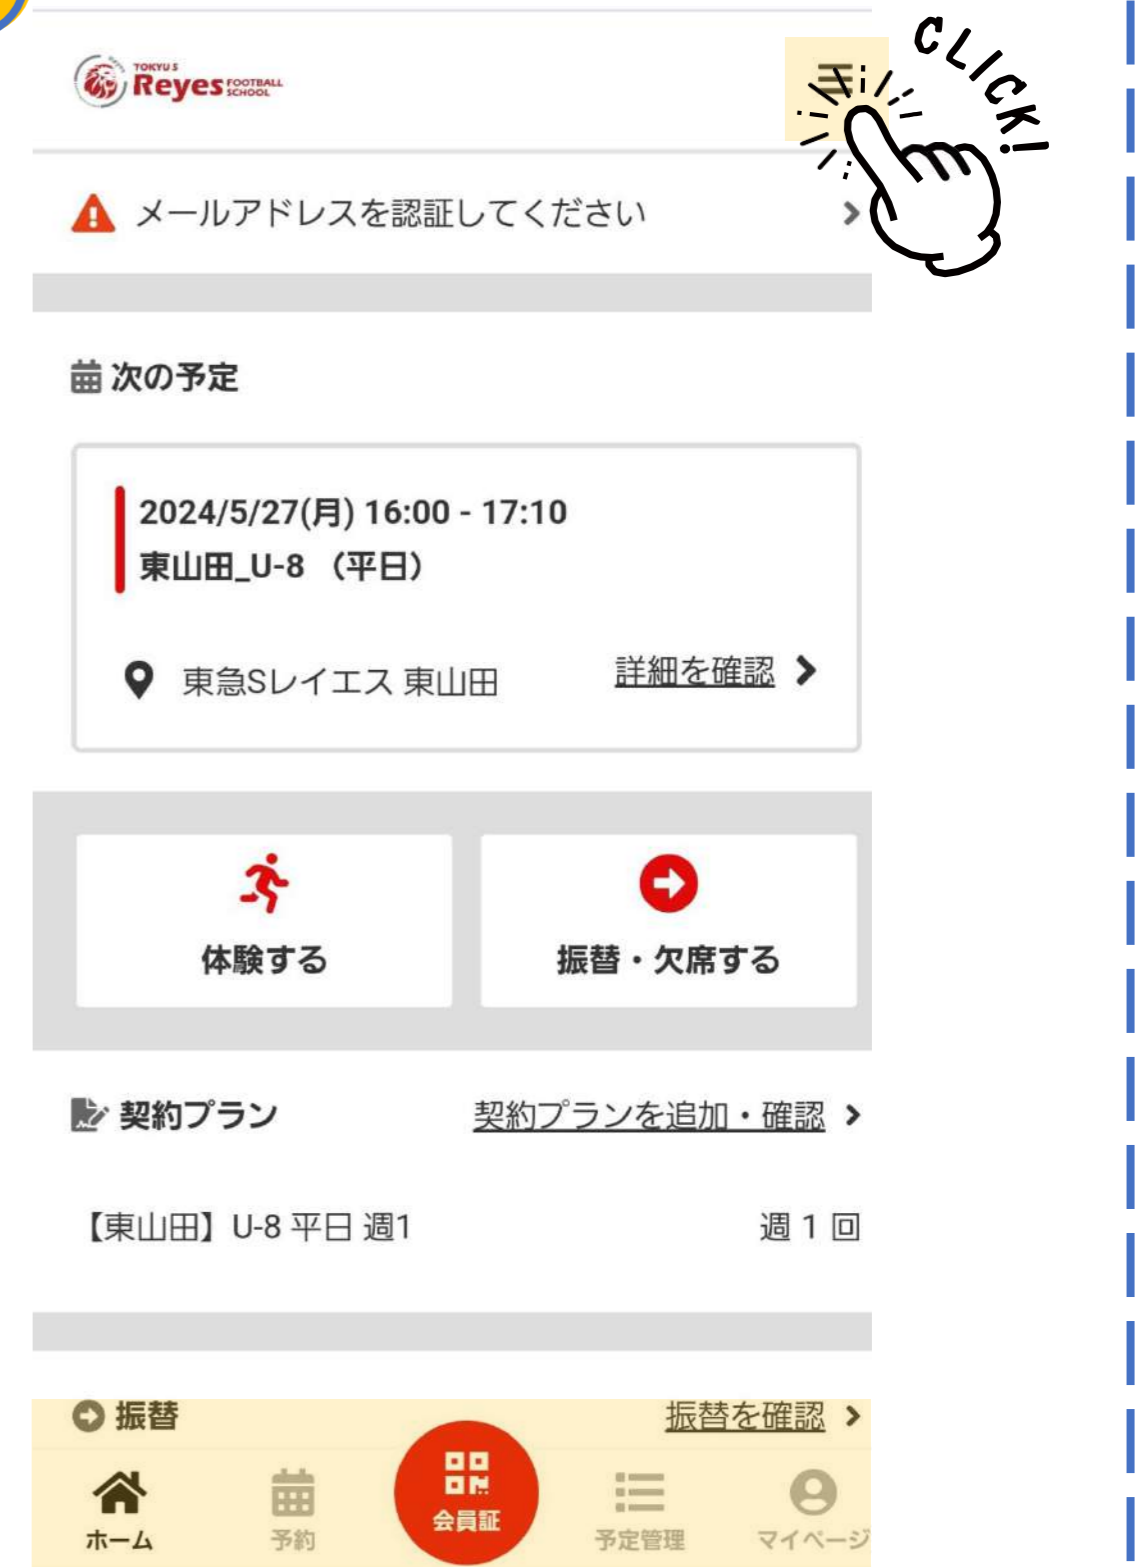 CLICK!
TOKYU S
Reyes FOOTBALL SCHOOL
メールアドレスを認証してください
次の予定
2024/5/27(月) 16:00 - 17:10
東山田_U-8 （平日）
東急Sレイエス 東山田 詳細を確認
体験する 振替・欠席する
契約プラン 契約プランを追加・確認
【東山田】U-8 平日 週1 週 1 回
振替 振替を確認
ホーム 予約 会員証 予定管理 マイページ